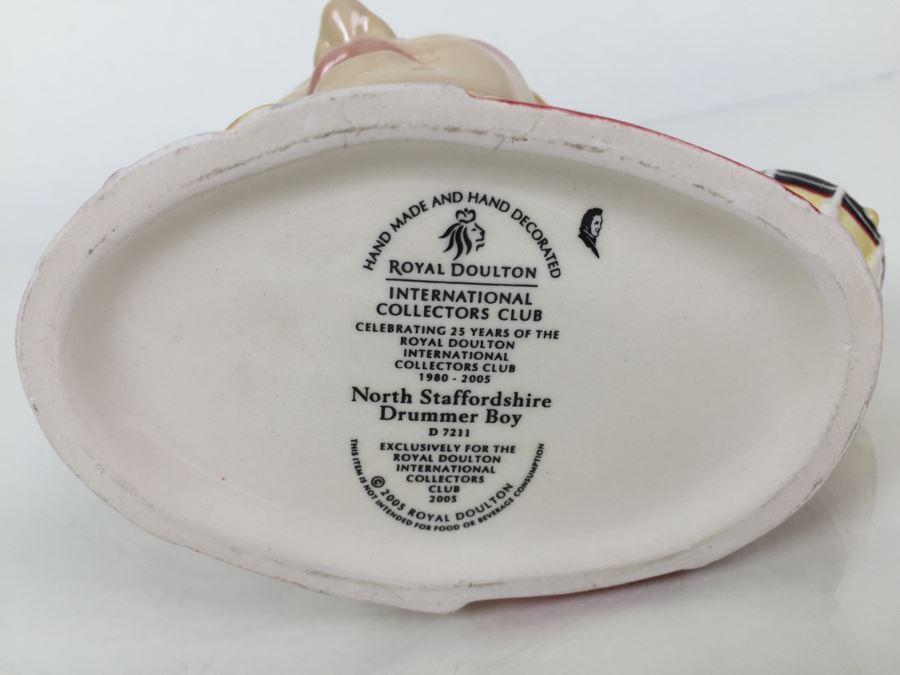 HAND MADE AND HAND DECORATED
ROYAL DOULTON
INTERNATIONAL
COLLECTORS CLUB
CELEBRATING 25 YEARS OF THE
ROYAL DOULTON
INTERNATIONAL
COLLECTORS CLUB
1980 - 2005
North Staffordshire
Drummer Boy
D 7211
EXCLUSIVELY FOR THE
ROYAL DOULTON
INTERNATIONAL
COLLECTORS
CLUB
2005
© 2005 ROYAL DOULTON
THIS ITEM IS NOT INTENDED FOR FOOD OR BEVERAGE CONSUMPTION